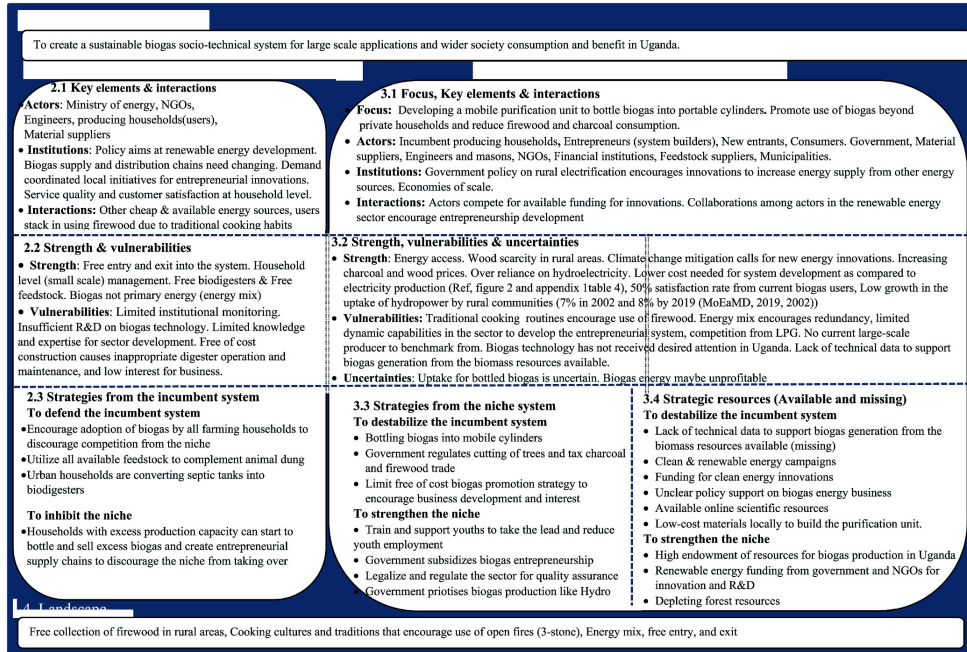 To create a sustainable biogas socio-technical system for large scale applications and wider society consumption and benefit in Uganda.
2.1 Key elements & interactions
•Actors: Ministry of energy, NGOs,
Engineers, producing households(users),
Material suppliers
• Institutions: Policy aims at renewable energy development.
Biogas supply and distribution chains need changing. Demand
coordinated local initiatives for entrepreneurial innovations.
Service quality and customer satisfaction at household level.
• Interactions: Other cheap & available energy sources, users
stack in using firewood due to traditional cooking habits
2.2 Strength & vulnerabilities
• Strength: Free entry and exit into the system. Household
level (small scale) management. Free biodigesters & Free
feedstock. Biogas not primary energy (energy mix)
• Vulnerabilities: Limited institutional monitoring.
Insufficient R&D on biogas technology. Limited knowledge
and expertise for sector development. Free of cost
construction causes inappropriate digester operation and
maintenance, and low interest for business.
2.3 Strategies from the incumbent system
To defend the incumbent system
•Encourage adoption of biogas by all farming households to
discourage competition from the niche
•Utilize all available feedstock to complement animal dung
•Urban households are converting septic tanks into
biodigesters
To inhibit the niche
•Households with excess production capacity can start to
bottle and sell excess biogas and create entrepreneurial
supply chains to discourage the niche from taking over
3.1 Focus, Key elements & interactions
• Focus: Developing a mobile purification unit to bottle biogas into portable cylinders. Promote use of biogas beyond
private households and reduce firewood and charcoal consumption.
• Actors: Incumbent producing households, Entrepreneurs (system builders), New entrants, Consumers. Government, Material
suppliers, Engineers and masons, NGOs, Financial institutions, Feedstock suppliers, Municipalities.
• Institutions: Government policy on rural electrification encourages innovations to increase energy supply from other energy
sources. Economies of scale.
• Interactions: Actors compete for available funding for innovations. Collaborations among actors in the renewable energy
sector encourage entrepreneurship development
3.2 Strength, vulnerabilities & uncertainties
• Strength: Energy access. Wood scarcity in rural areas. Climate change mitigation calls for new energy innovations. Increasing
charcoal and wood prices. Over reliance on hydroelectricity. Lower cost needed for system development as compared to
electricity production (Ref, figure 2 and appendix 1table 4), 50% satisfaction rate from current biogas users, Low growth in the
uptake of hydropower by rural communities (7% in 2002 and 8% by 2019 (MoEaMD, 2019, 2002))
• Vulnerabilities: Traditional cooking routines encourage use of firewood. Energy mix encourages redundancy, limited
dynamic capabilities in the sector to develop the entrepreneurial system, competition from LPG. No current large-scale
producer to benchmark from. Biogas technology has not received desired attention in Uganda. Lack of technical data to support
biogas generation from the biomass resources available.
• Uncertainties: Uptake for bottled biogas is uncertain. Biogas energy maybe unprofitable
3.3 Strategies from the niche system
To destabilize the incumbent system
• Bottling biogas into mobile cylinders
• Government regulates cutting of trees and tax charcoal
and firewood trade
• Limit free of cost biogas promotion strategy to
encourage business development and interest
To strengthen the niche
• Train and support youths to take the lead and reduce
youth employment
• Government subsidizes biogas entrepreneurship
• Legalize and regulate the sector for quality assurance
• Government priotises biogas production like Hydro
3.4 Strategic resources (Available and missing)
To destabilize the incumbent system
• Lack of technical data to support biogas generation from the
biomass resources available (missing)
• Clean & renewable energy campaigns
• Funding for clean energy innovations
• Unclear policy support on biogas energy business
• Available online scientific resources
• Low-cost materials locally to build the purification unit.
To strengthen the niche
• High endowment of resources for biogas production in Uganda
• Renewable energy funding from government and NGOs for
innovation and R&D
• Depleting forest resources
4. Landscape
Free collection of firewood in rural areas, Cooking cultures and traditions that encourage use of open fires (3-stone), Energy mix, free entry, and exit